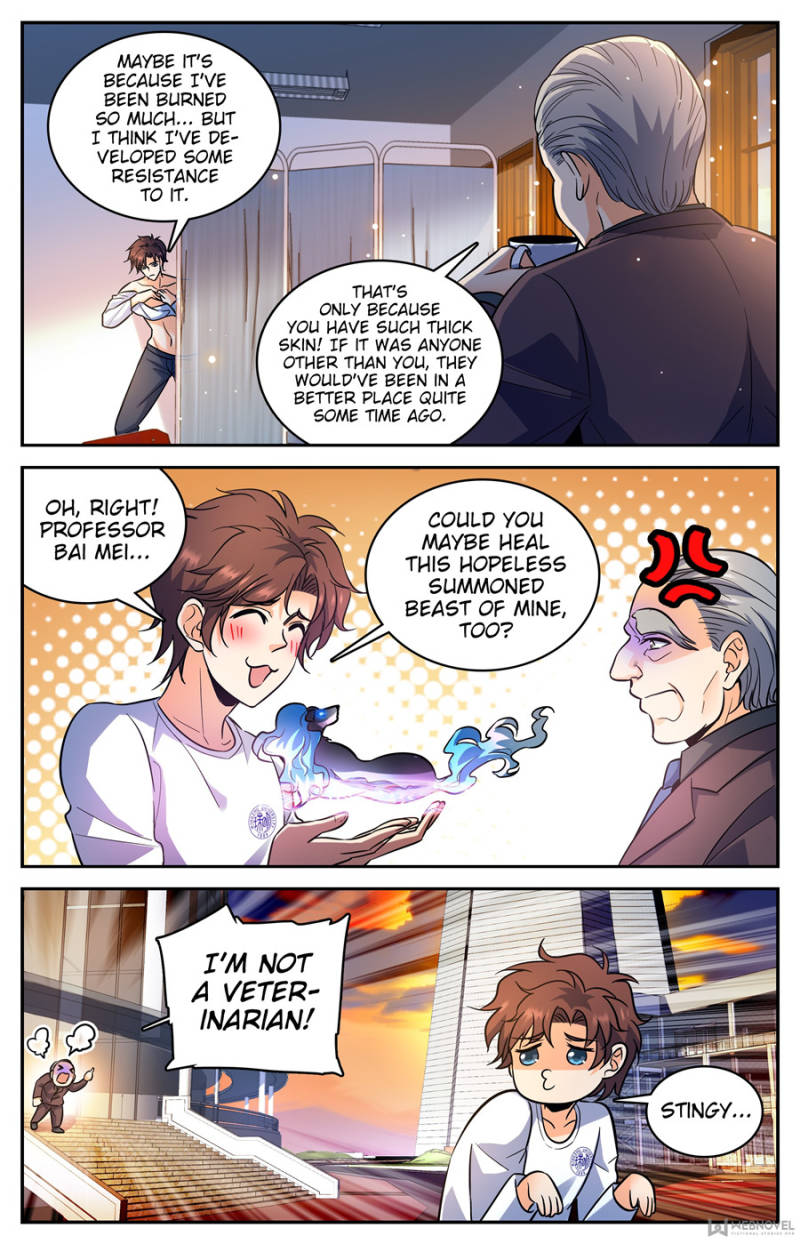 MAYBE IT'S
BECAUSE I'VE
BEEN BURNED
SO MUCH... BUT
I THINK I'VE DE-
VELOPED SOME
RESISTANCE
TO IT.
THAT'S
ONLY BECAUSE
YOU HAVE SUCH THICK
SKIN! IF IT WAS ANYONE
OTHER THAN YOU, THEY
WOULD'VE BEEN IN A
BETTER PLACE QUITE
SOME TIME AGO.
OH, RIGHT!
PROFESSOR
BAI MEI...
COULD YOU
MAYBE HEAL
THIS HOPELESS
SUMMONED
BEAST OF MINE,
TOO?
I'M NOT
A VETER-
INARIAN!
STINGY...
WEBNOVEL